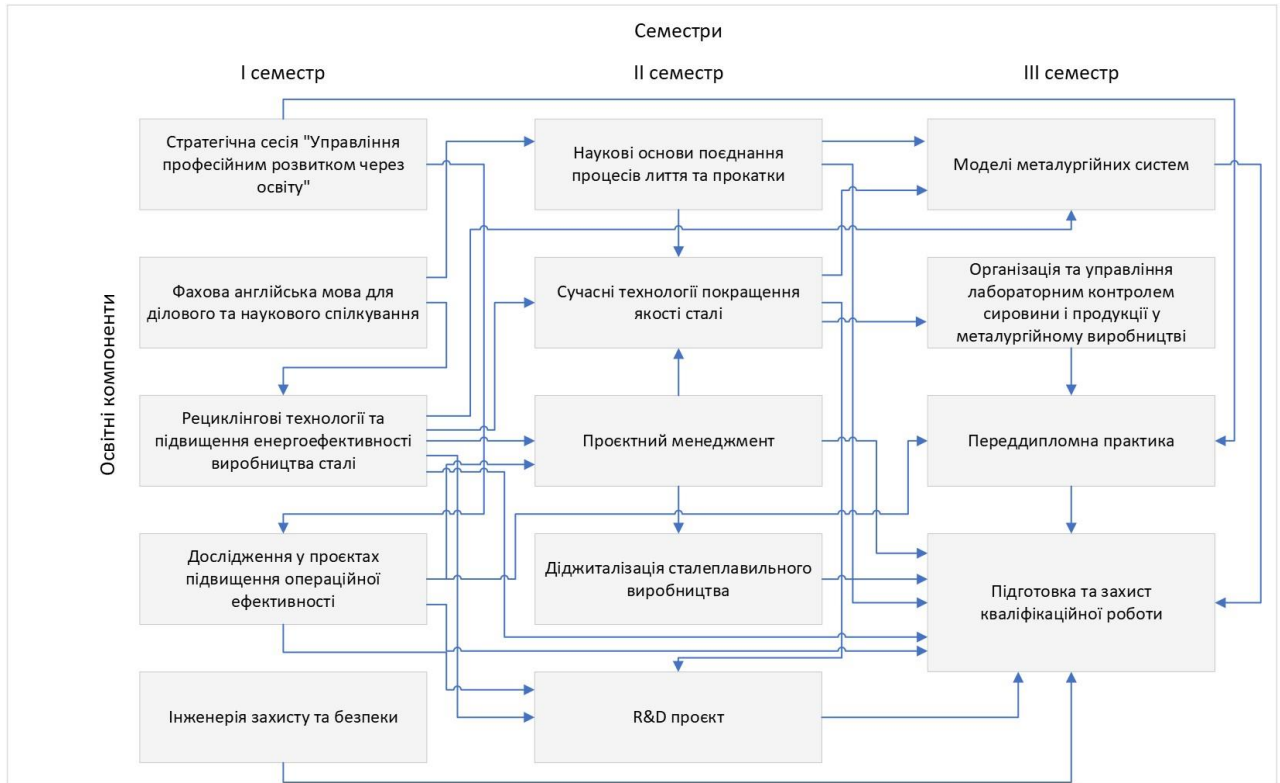 Семестри
І семестр
ІІ семестр
ІІІ семестр
Освітні компоненти
Стратегічна сесія "Управління
професійним розвитком через
освіту"
Наукові основи поєднання
процесів лиття та прокатки
Моделі металургійних систем
Фахова англійська мова для
ділового та наукового спілкування
Сучасні технології покращення
якості сталі
Організація та управління
лабораторним контролем
сировини і продукції у
металургійному виробництві
Рециклінгові технології та
підвищення енергоефективності
виробництва сталі
Проєктний менеджмент
Переддипломна практика
Дослідження у проєктах
підвищення операційної
ефективності
Діджиталізація сталеплавильного
виробництва
Підготовка та захист
кваліфікаційної роботи
Інженерія захисту та безпеки
R&D проєкт